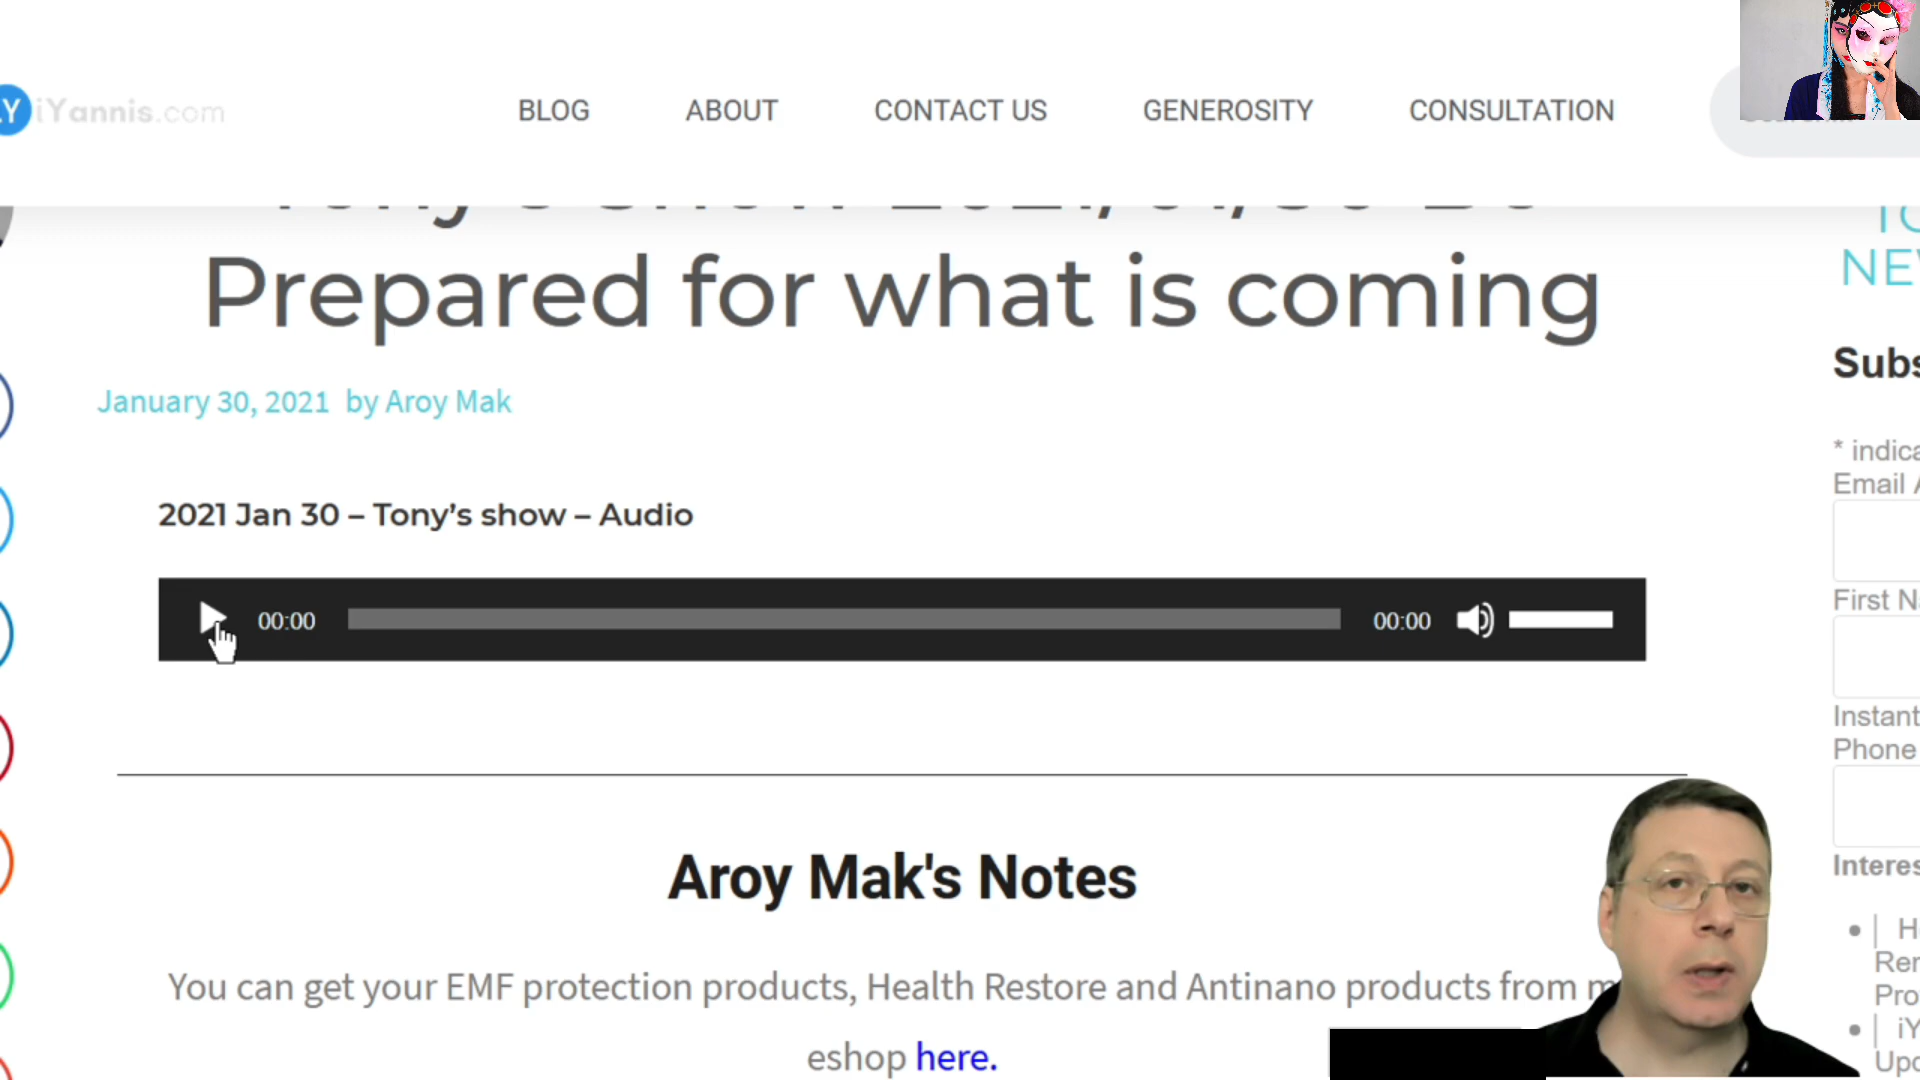 iYannis.com
BLOG ABOUT CONTACT US GENEROSITY CONSULTATION
Prepared for what is coming
January 30, 2021 by Aroy Mak
2021 Jan 30 – Tony's show – Audio
00:00 00:00
Aroy Mak's Notes
You can get your EMF protection products, Health Restore and Antinano products from m
eshop here.
NE
Subs
* indica
Email A
First N
Instant
Phone
Interes
H
Rer
Pro
iY
Upd